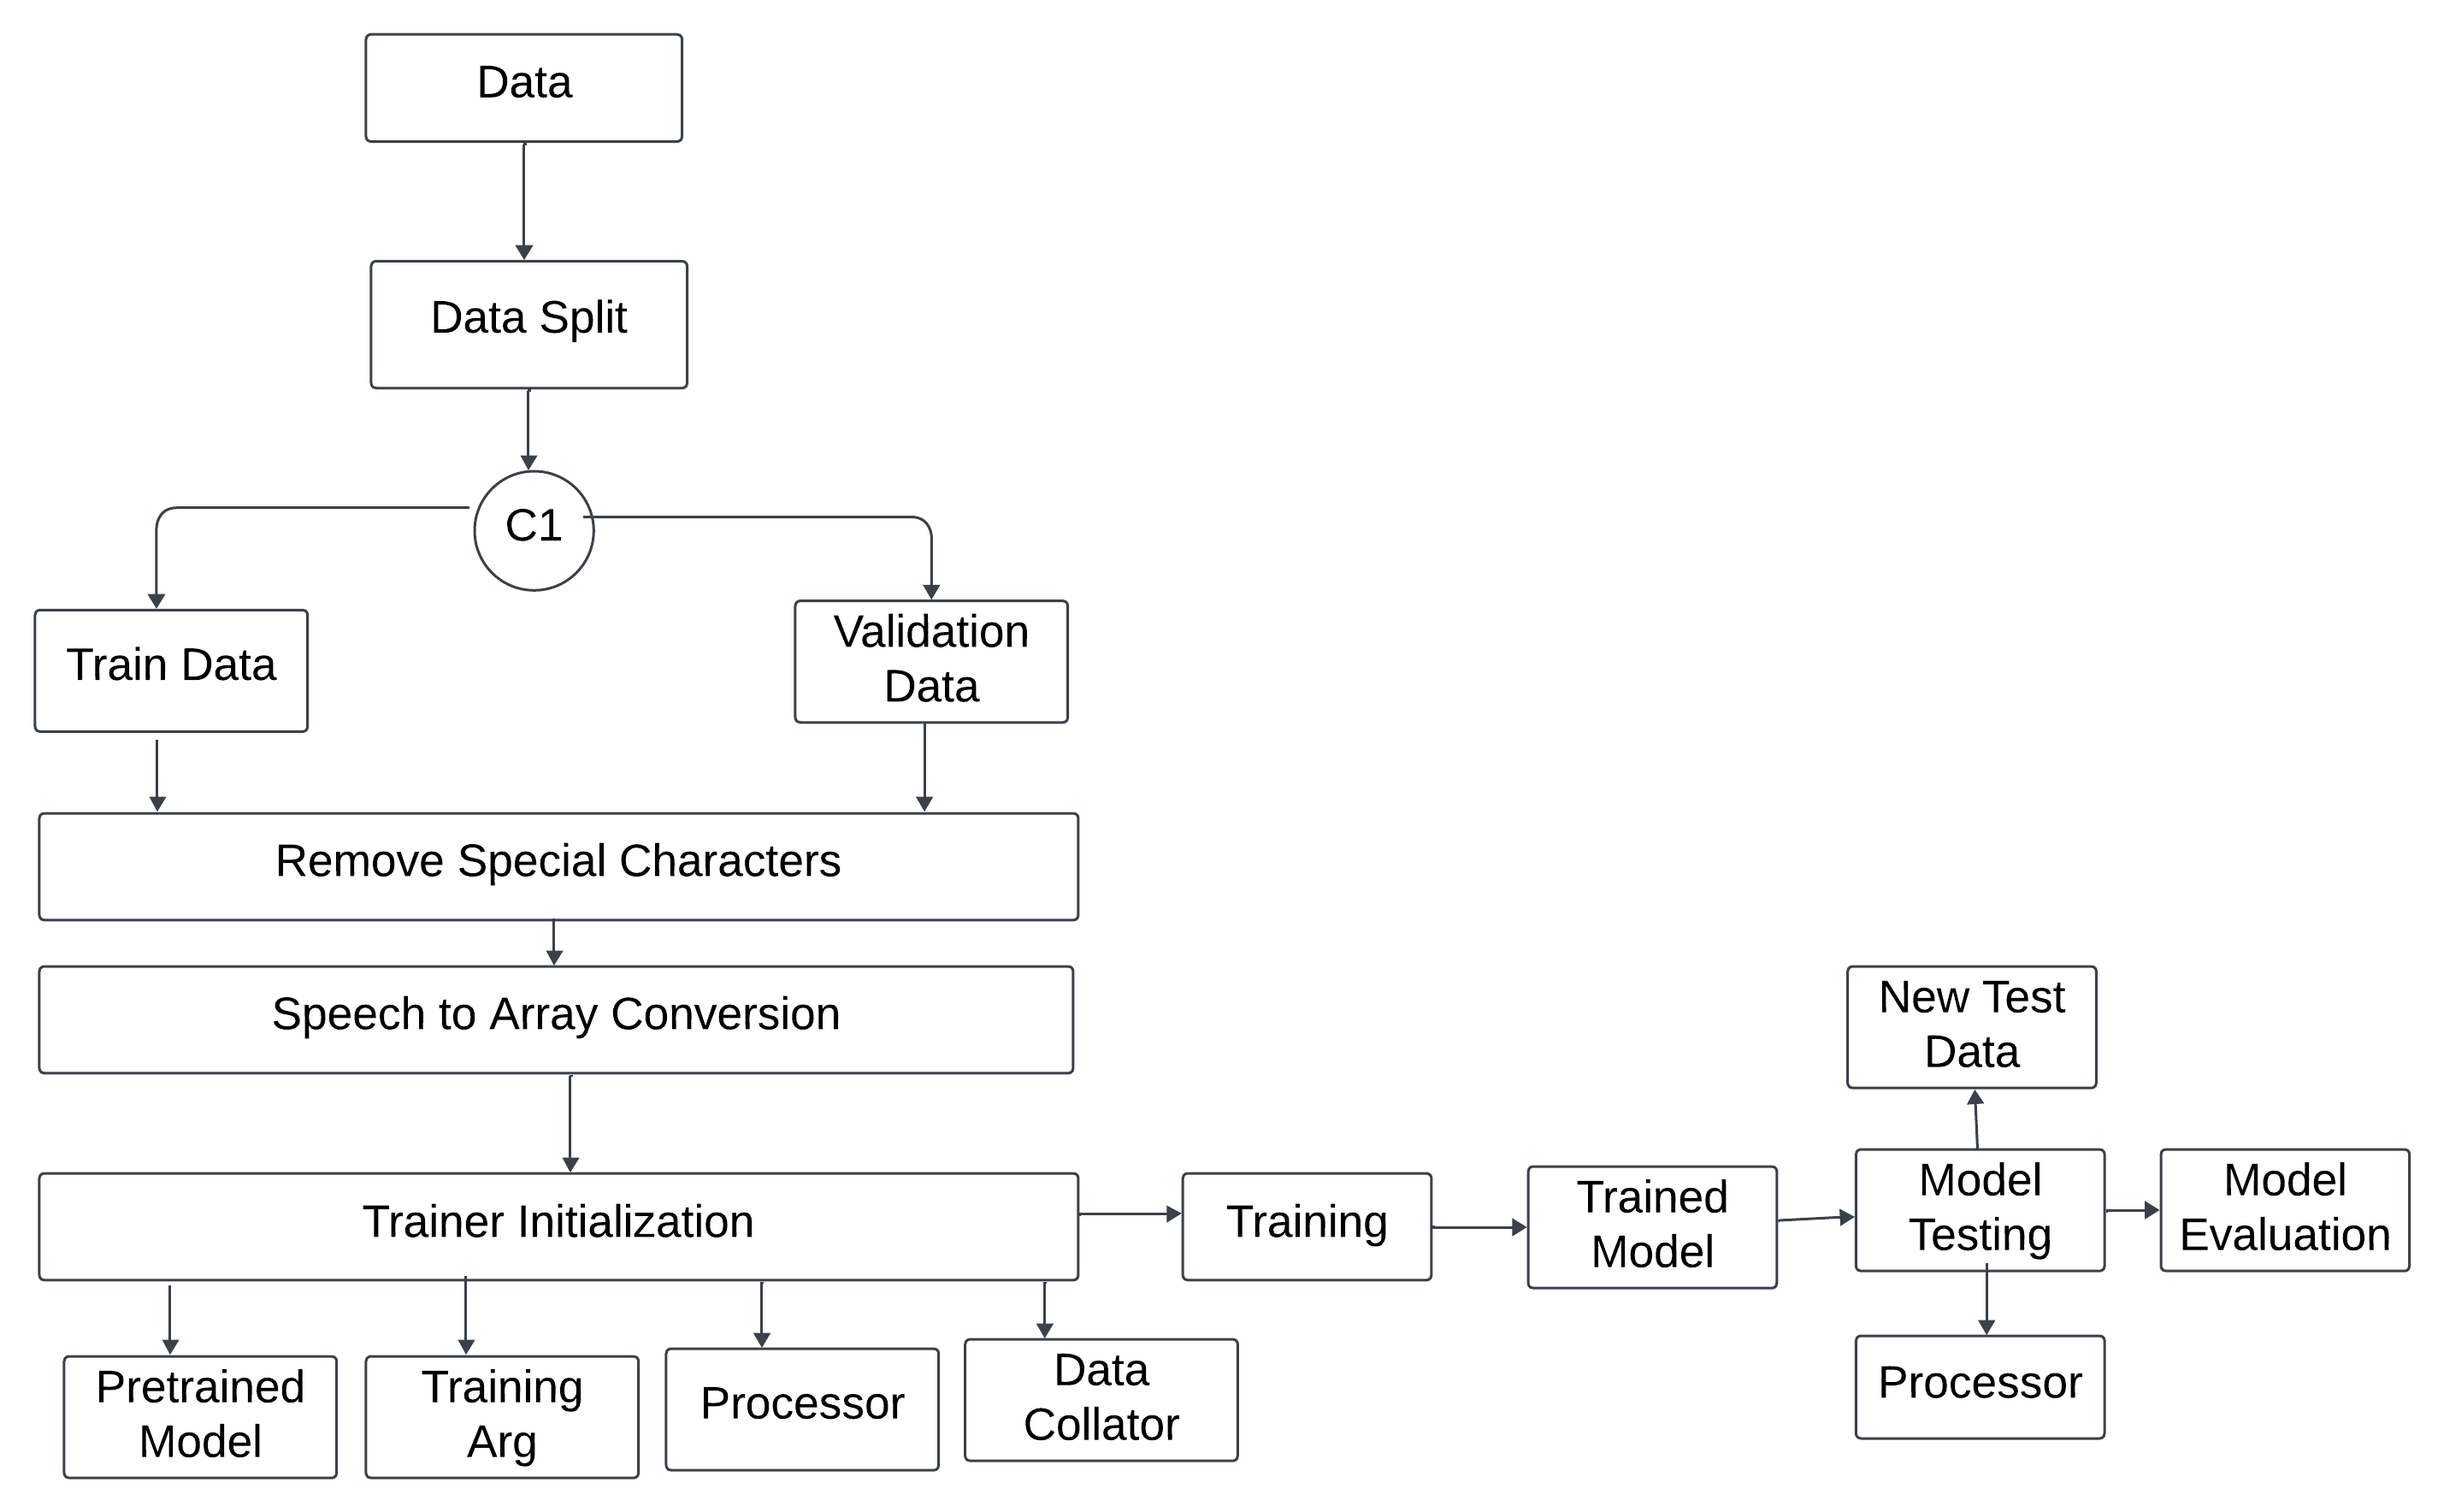 Data
Data Split
C1
Train Data
Validation
Data
Remove Special Characters
Speech to Array Conversion
Trainer Initialization
Pretrained
Model
Training
Arg
Processor
Data
Collator
Training
Trained
Model
New Test
Data
Model
Testing
Processor
Model
Evaluation